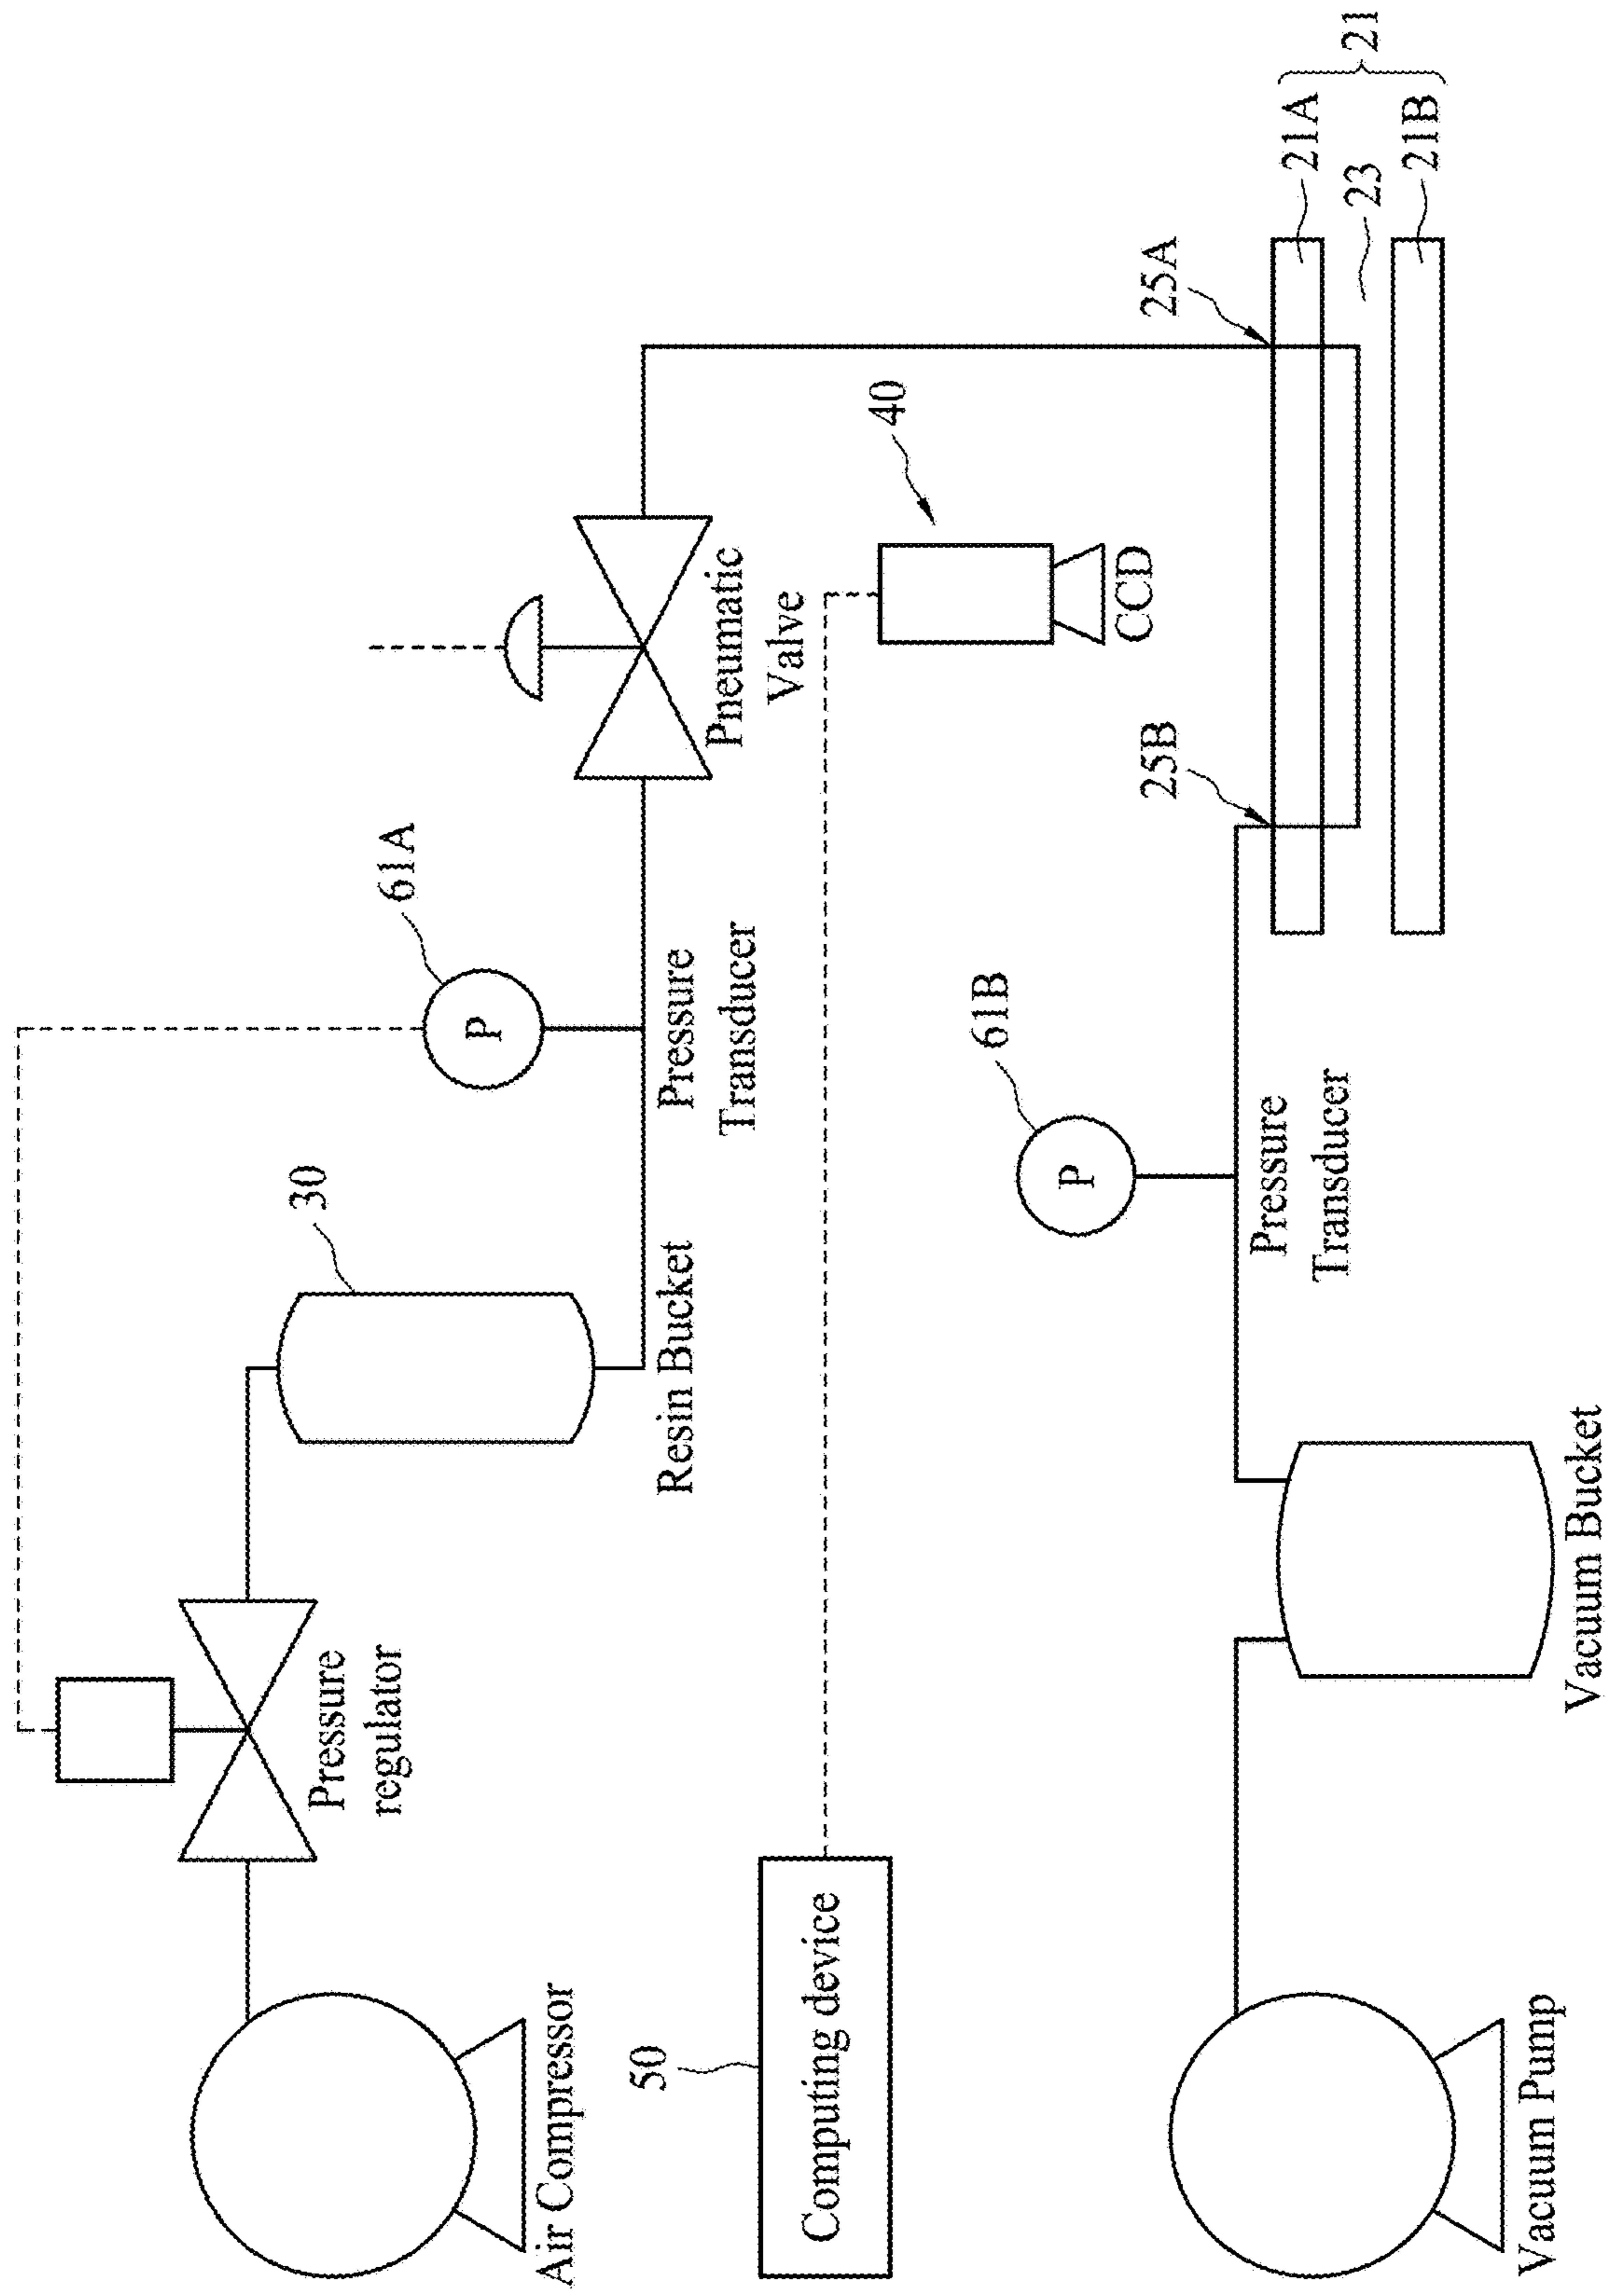 P
61A
30
Pressure
regulator
Resin Bucket
Pressure
Transducer
Pneumatic
Valve
Air Compressor
50
Computing device
40
CCD
61B
P
Pressure
Transducer
25B
25A
21A
21
23
21B
Vacuum Pump
Vacuum Bucket